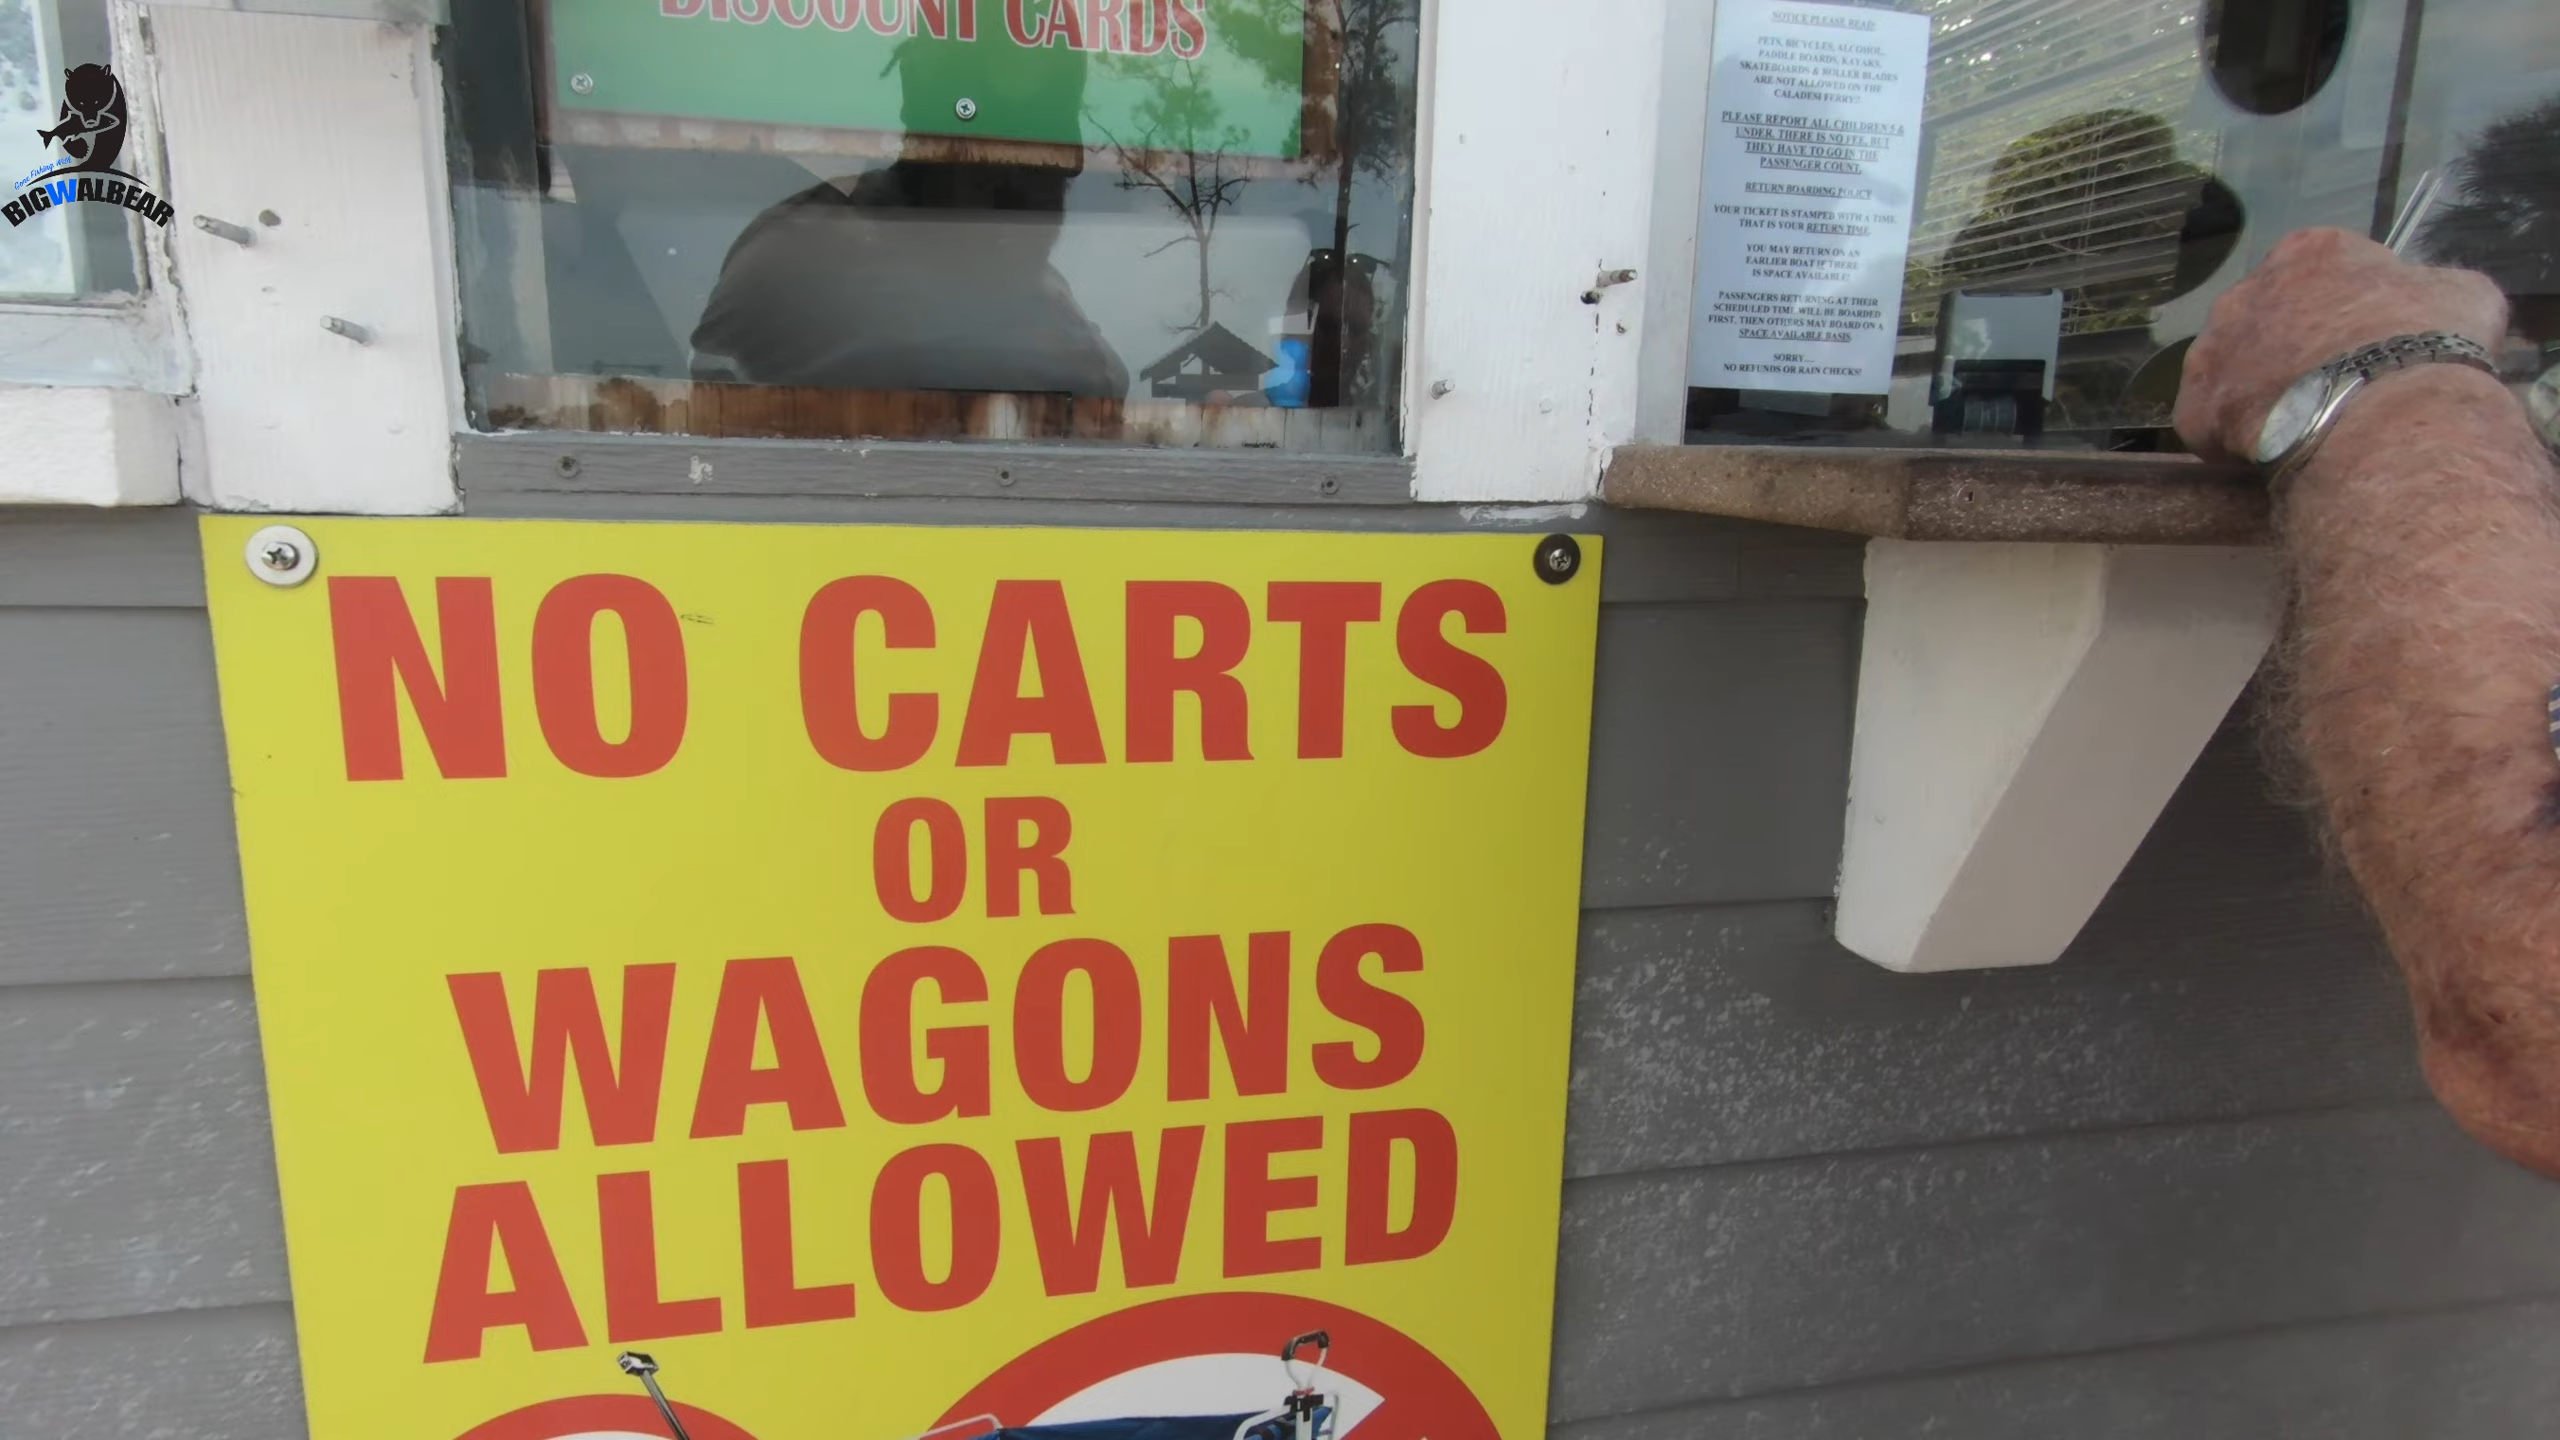 DISCOUNT CARDS
Gone Fishing With
BIGWALBEAR
NOTICE PLEASE READ:
PETS, BICYCLES, ALCOHOL,
PADDLE BOARDS, KAYAKS,
SKATEBOARDS & ROLLER BLADES
ARE NOT ALLOWED ON THE
CALADESI FERRY!
PLEASE REPORT ALL CHILDREN 5 &
UNDER. THERE IS NO FEE, BUT
THEY HAVE TO GO IN THE
PASSENGER COUNT.
RETURN BOARDING POLICY
YOUR TICKET IS STAMPED WITH A TIME.
THAT IS YOUR RETURN TIME.
YOU MAY RETURN ON AN
EARLIER BOAT IF THERE
IS SPACE AVAILABLE!
PASSENGERS RETURNING AT THEIR
SCHEDULED TIME WILL BE BOARDED
FIRST, THEN OTHERS MAY BOARD ON A
SPACE AVAILABLE BASIS.
SORRY....
NO REFUNDS OR RAIN CHECKS!
NO CARTS
OR
WAGONS
ALLOWED